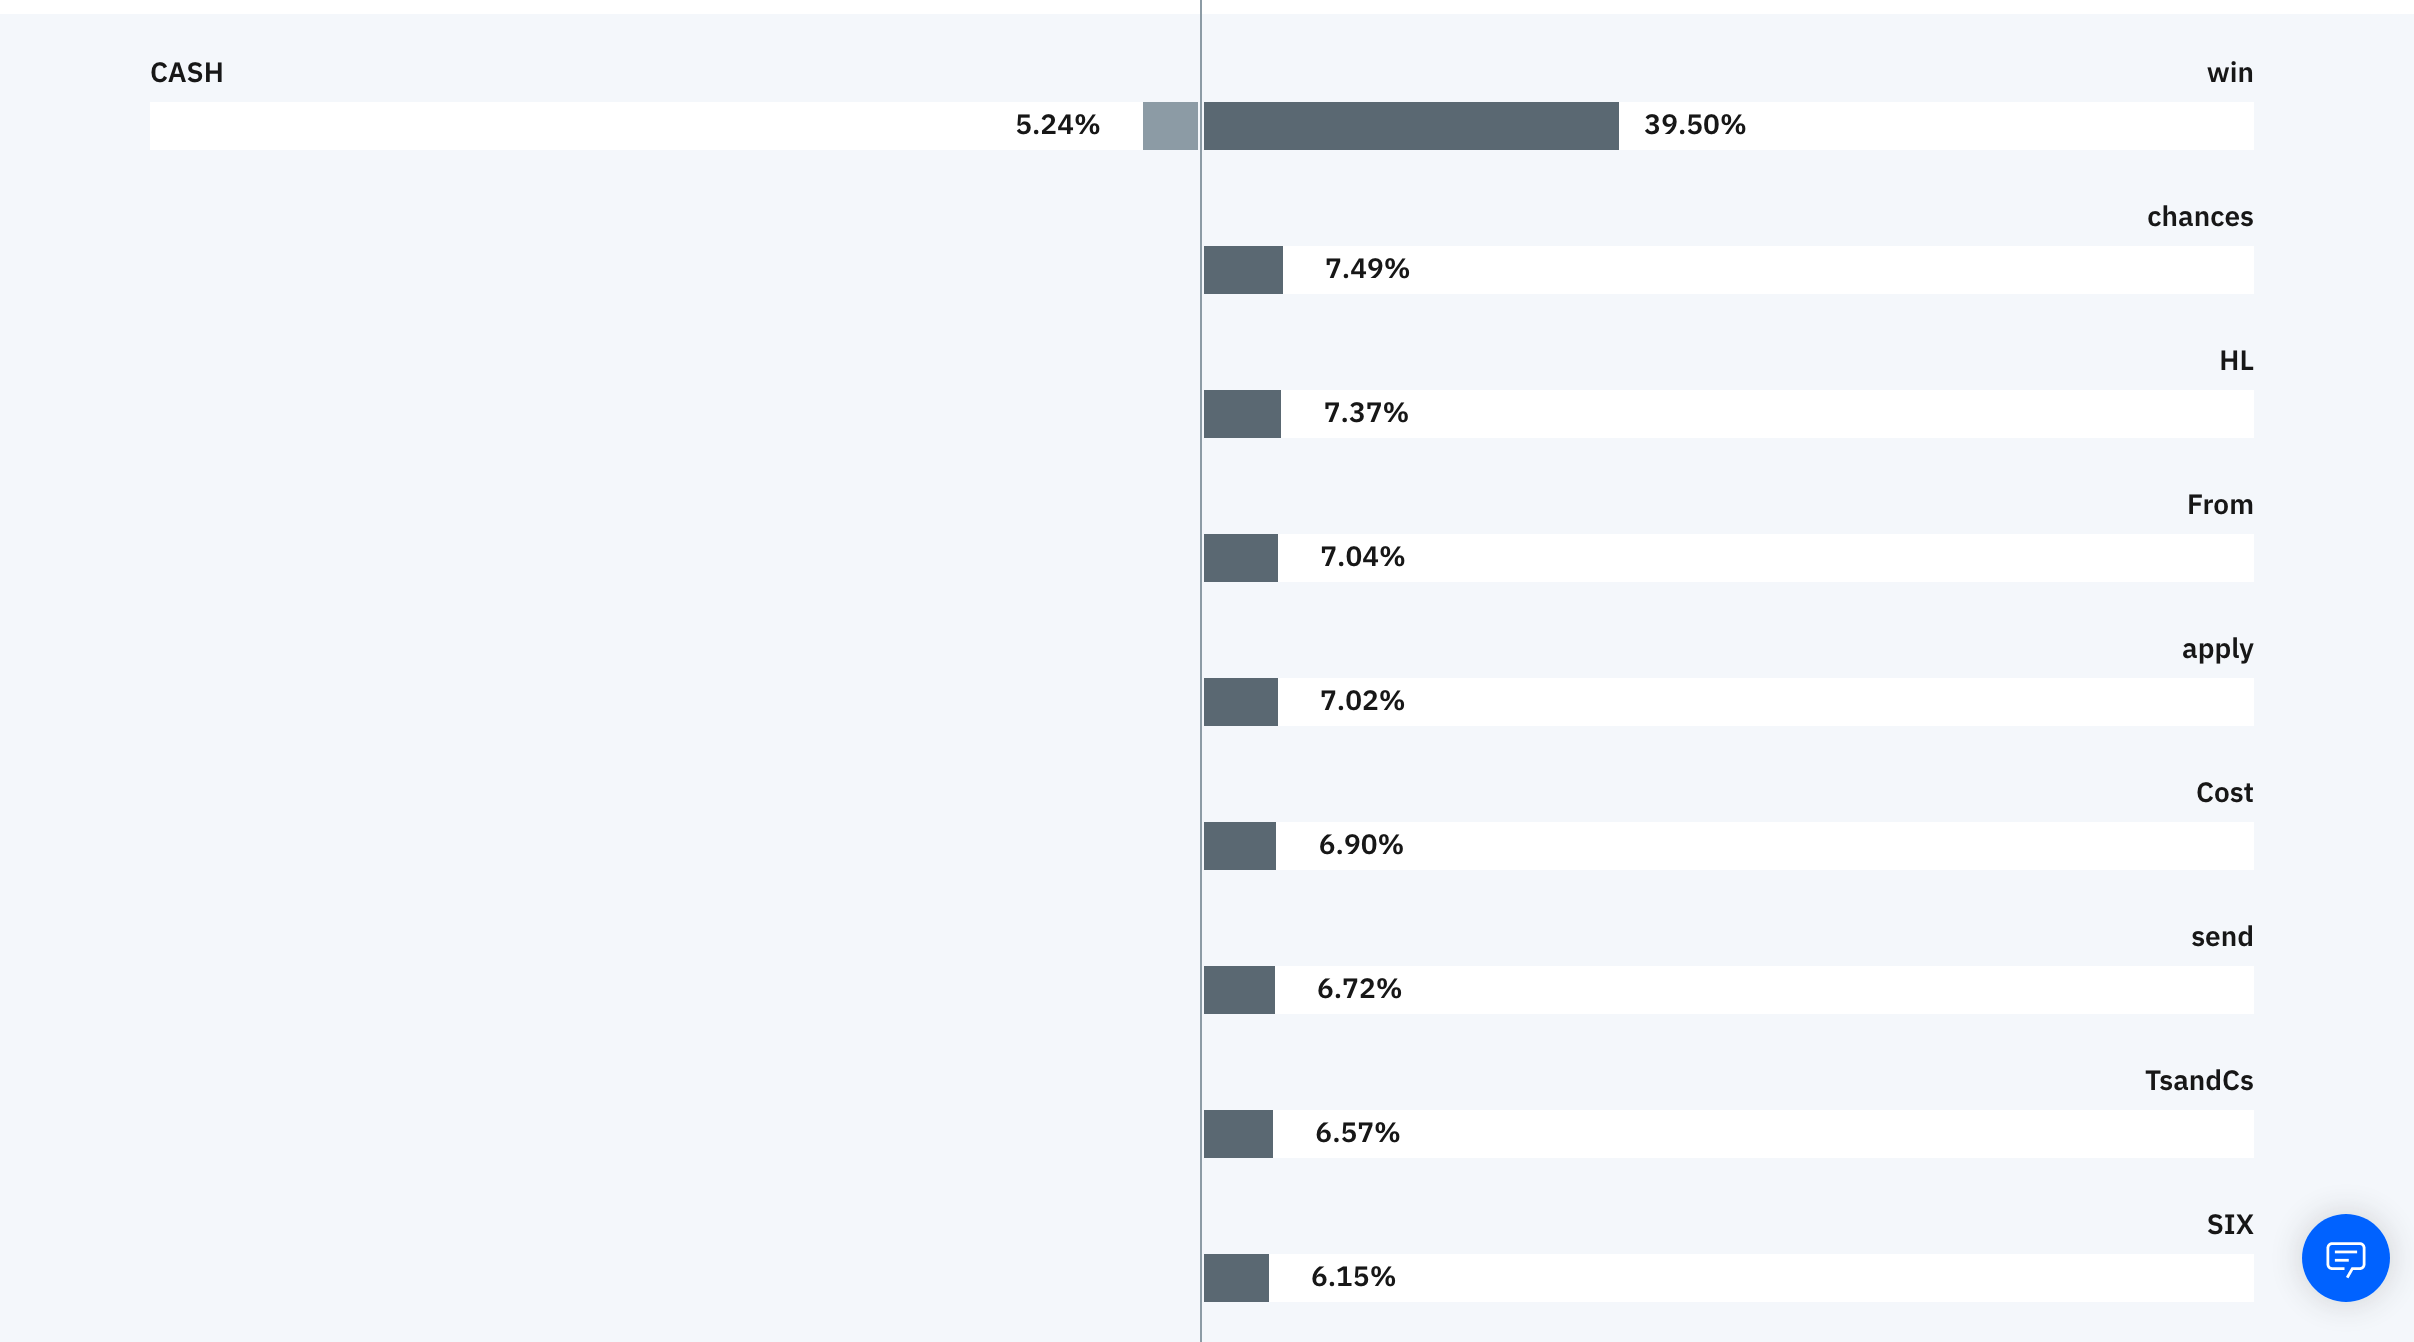 CASH
win
5.24%
39.50%
chances
7.49%
HL
7.37%
From
7.04%
apply
7.02%
Cost
6.90%
send
6.72%
TsandCs
6.57%
SIX
6.15%